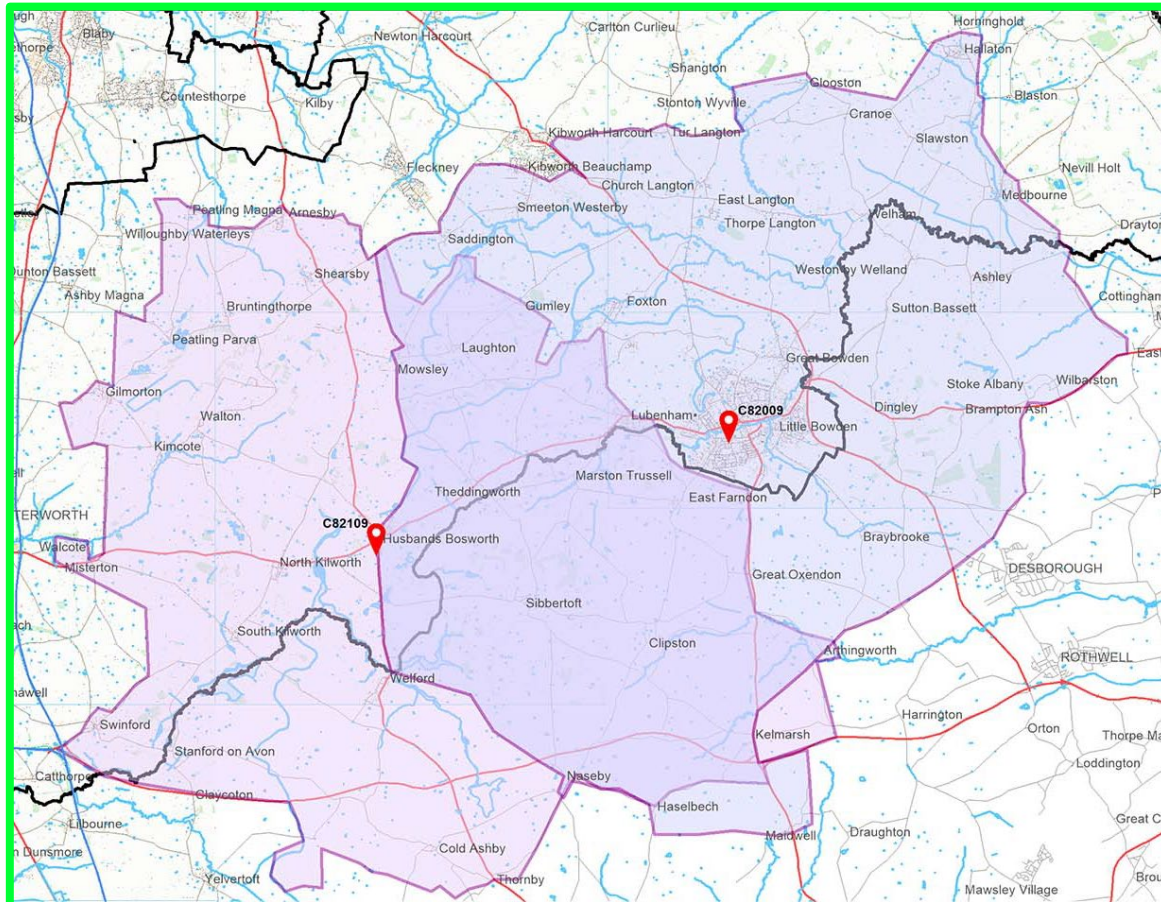 Horninghold
Carlton Curlieu
Newton Harcourt
Blaby
Hallaton
Shangton
Glooston
Countesthorpe
Kilby
Blaston
Stonton Wyville
Cranoe
Kibworth Harcourt
Tur Langton
Slawston
Fleckney
Kibworth Beauchamp
Nevill Holt
Church Langton
Medbourne
East Langton
Peatling Magna
Arnesby
Smeeton Westerby
Thorpe Langton
Welham
Drayton
Willoughby Waterleys
Saddington
Shearsby
Weston by Welland
Ashley
Dunton Bassett
Ashby Magna
Cottingham
Bruntingthorpe
Gumley
Foxton
Sutton Bassett
Peatling Parva
Laughton
Great Bowden
Mowsley
Stoke Albany
Wilbarston
Gilmorton
Dingley
Brampton Ash
Walton
Lubenham
C82009
Little Bowden
Kimcote
Marston Trussell
Theddingworth
East Farndon
TERWORTH
C82109
Husbands Bosworth
Braybrooke
Walcote
Misterton
North Kilworth
Great Oxendon
DESBOROUGH
Sibbertoft
South Kilworth
Clipston
Arthingworth
ROTHWELL
Welford
Swinford
Harrington
Orton
Kelmarsh
Stanford on Avon
Thorpe Ma
Loddington
Catthorpe
Naseby
Claycoton
Haselbech
Lilbourne
Maidwell
Draughton
Great C
Cold Ashby
n Dunsmore
Yelvertoft
Thornby
Mawsley Village
Brou